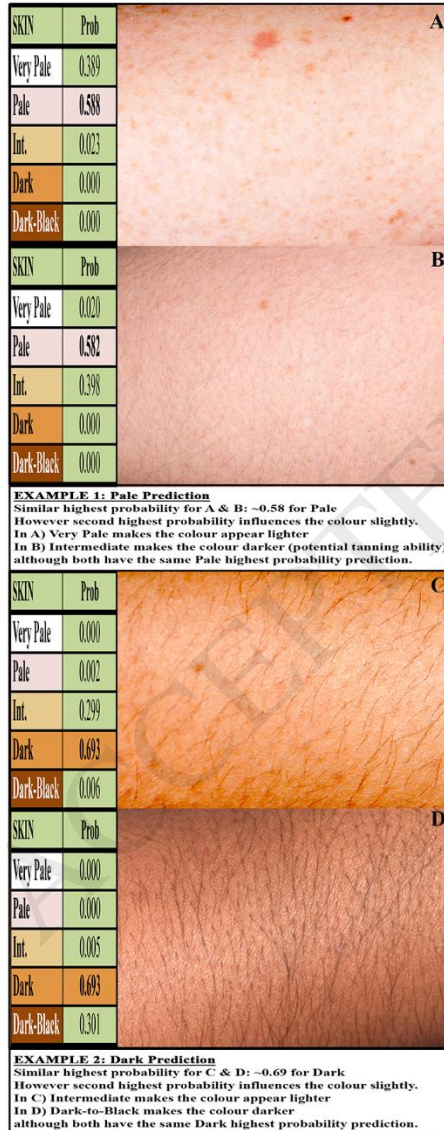 SKIN Prob
A
Very Pale 0.389
Pale 0.588
Int. 0.023
Dark 0.000
Dark-Black 0.000
SKIN Prob
B
Very Pale 0.020
Pale 0.582
Int. 0.398
Dark 0.000
Dark-Black 0.000
EXAMPLE 1: Pale Prediction
Similar highest probability for A & B: ~0.58 for Pale
However second highest probability influences the colour slightly.
In A) Very Pale makes the colour appear lighter
In B) Intermediate makes the colour darker (potential tanning ability)
although both have the same Pale highest probability prediction.
SKIN Prob
C
Very Pale 0.000
Pale 0.002
Int. 0.299
Dark 0.693
Dark-Black 0.006
SKIN Prob
D
Very Pale 0.000
Pale 0.000
Int. 0.005
Dark 0.693
Dark-Black 0.301
EXAMPLE 2: Dark Prediction
Similar highest probability for C & D: ~0.69 for Dark
However second highest probability influences the colour slightly.
In C) Intermediate makes the colour appear lighter
In D) Dark-to-Black makes the colour darker
although both have the same Dark highest probability prediction.
ACCEPTE